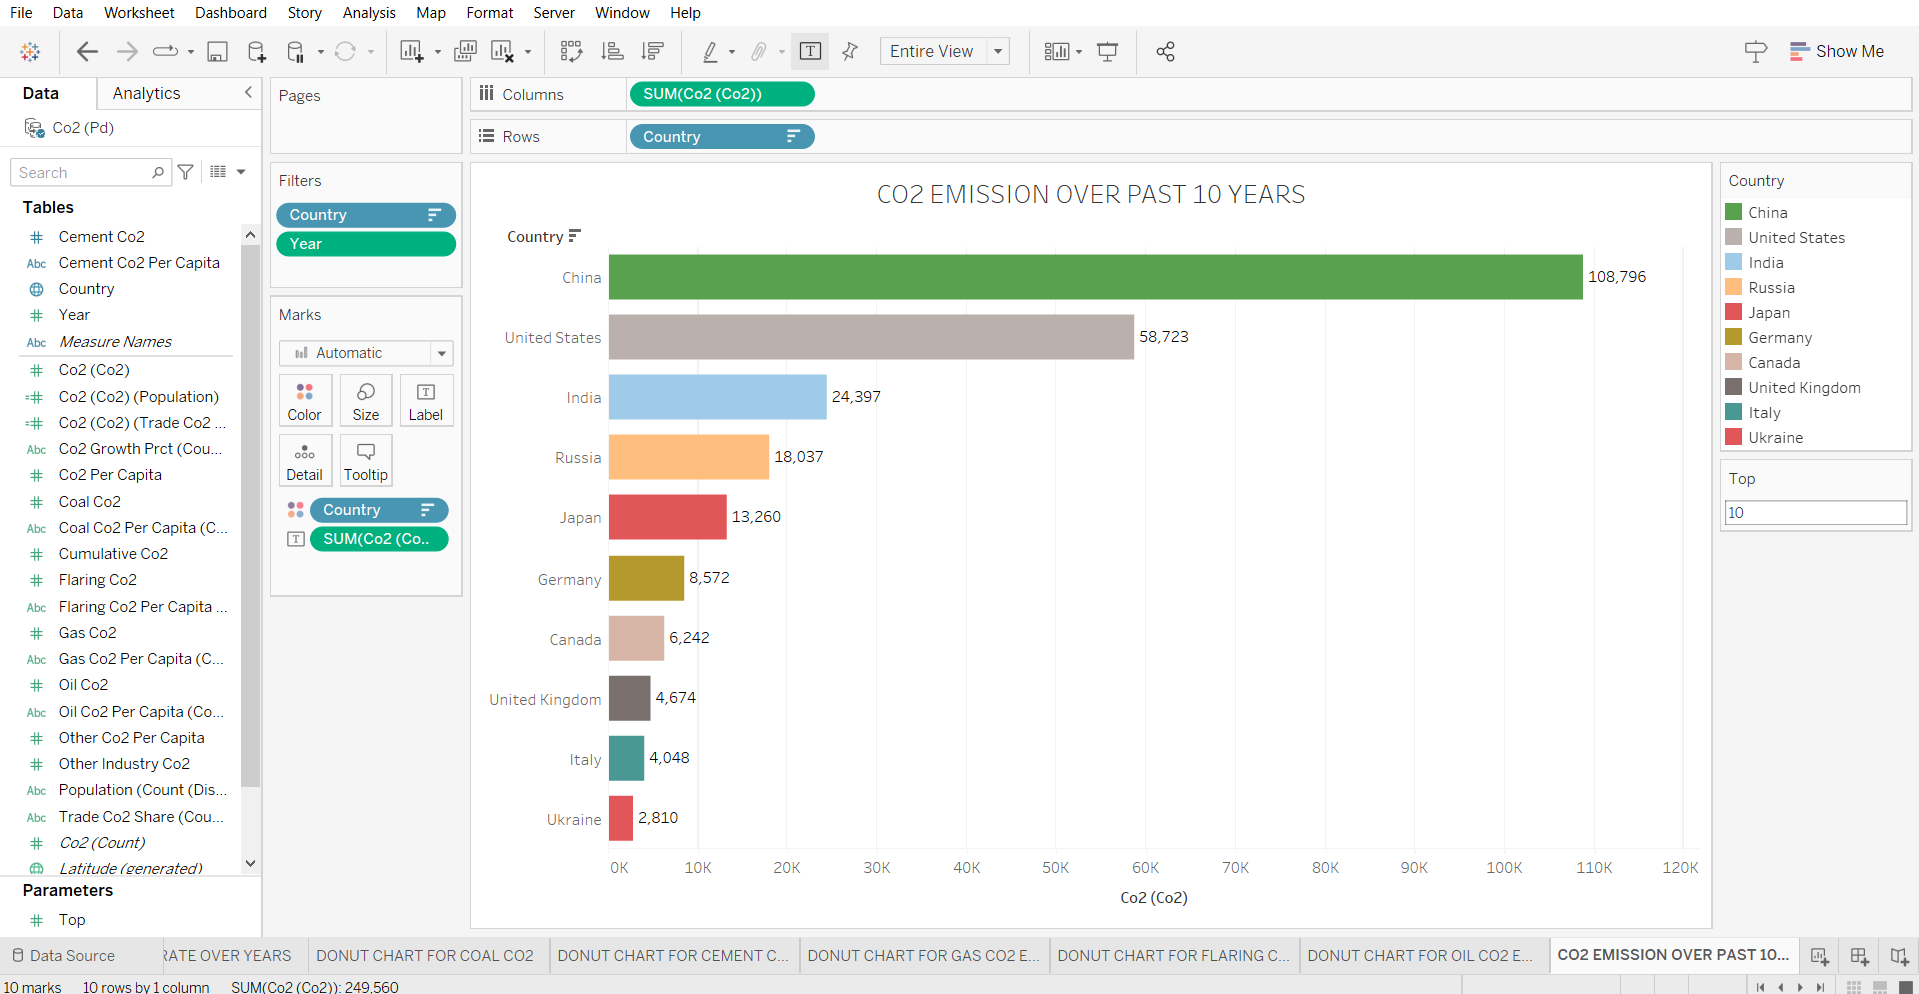 File Data Worksheet Dashboard Story Analysis Map Format Server Window Help
Entire View
Show Me
Data Analytics
Co2 (Pd)
Search
Tables
Cement Co2
Abc Cement Co2 Per Capita
Country
Year
Abc Measure Names
Co2 (Co2)
Co2 (Co2) (Population)
Co2 (Co2) (Trade Co2 ...
Abc Co2 Growth Prct (Cou...
Co2 Per Capita
Coal Co2
Abc Coal Co2 Per Capita (C...
Cumulative Co2
Flaring Co2
Abc Flaring Co2 Per Capita ...
Gas Co2
Abc Gas Co2 Per Capita (C...
Oil Co2
Abc Oil Co2 Per Capita (Co...
Other Co2 Per Capita
Other Industry Co2
Abc Population (Count (Dis...
Abc Trade Co2 Share (Cou...
Co2 (Count)
Latitude (generated)
Parameters
Top
Pages
Filters
Country
Year
Marks
Automatic
Color Size Label
Detail Tooltip
Country
SUM(Co2 (Co..
Columns SUM(Co2 (Co2))
Rows Country
CO2 EMISSION OVER PAST 10 YEARS
Country
China 108,796
United States 58,723
India 24,397
Russia 18,037
Japan 13,260
Germany 8,572
Canada 6,242
United Kingdom 4,674
Italy 4,048
Ukraine 2,810
0K 10K 20K 30K 40K 50K 60K 70K 80K 90K 100K 110K 120K
Co2 (Co2)
Country
China
United States
India
Russia
Japan
Germany
Canada
United Kingdom
Italy
Ukraine
Top
10
Data Source RATE OVER YEARS DONUT CHART FOR COAL CO2 DONUT CHART FOR CEMENT C... DONUT CHART FOR GAS CO2 E... DONUT CHART FOR FLARING C... DONUT CHART FOR OIL CO2 E... CO2 EMISSION OVER PAST 10...
10 marks 10 rows by 1 column SUM(Co2 (Co2)): 249,560